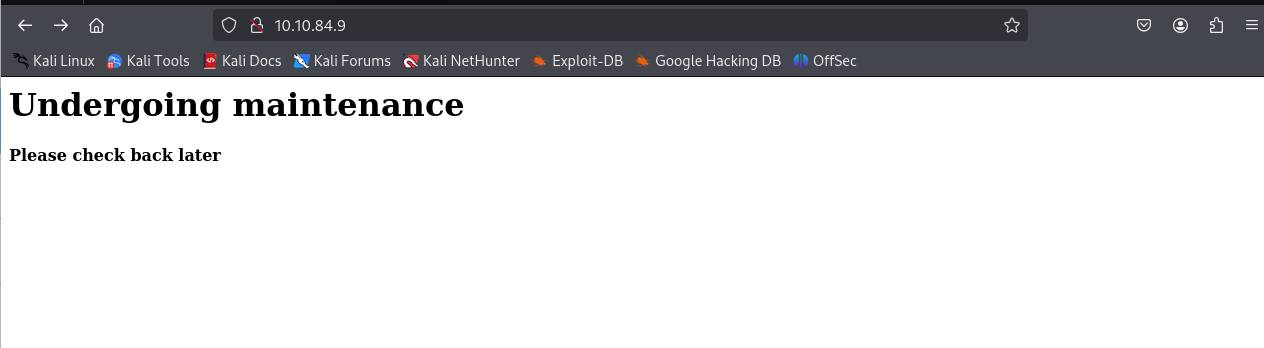 10.10.84.9
Kali Linux Kali Tools Kali Docs Kali Forums Kali NetHunter Exploit-DB Google Hacking DB OffSec
Undergoing maintenance
Please check back later